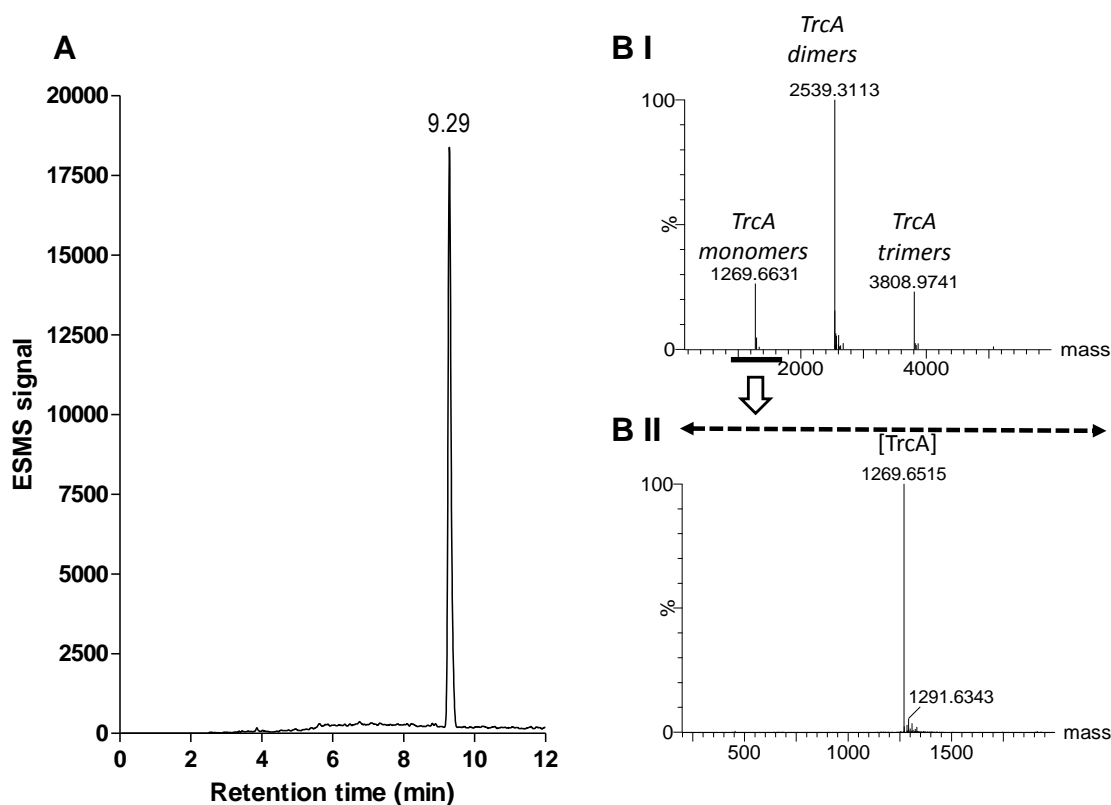 A
20000
17500
15000
12500
10000
7500
5000
2500
0
ESMS signal
9.29
0
2
4
6
8
10
12
Retention time (min)
B I
TrcA
dimers
2539.3113
100
%
0
TrcA
monomers
1269.6631
TrcA
trimers
3808.9741
2000
4000
mass
B II
[TrcA]
1269.6515
100
%
0
1291.6343
500
1000
1500
mass